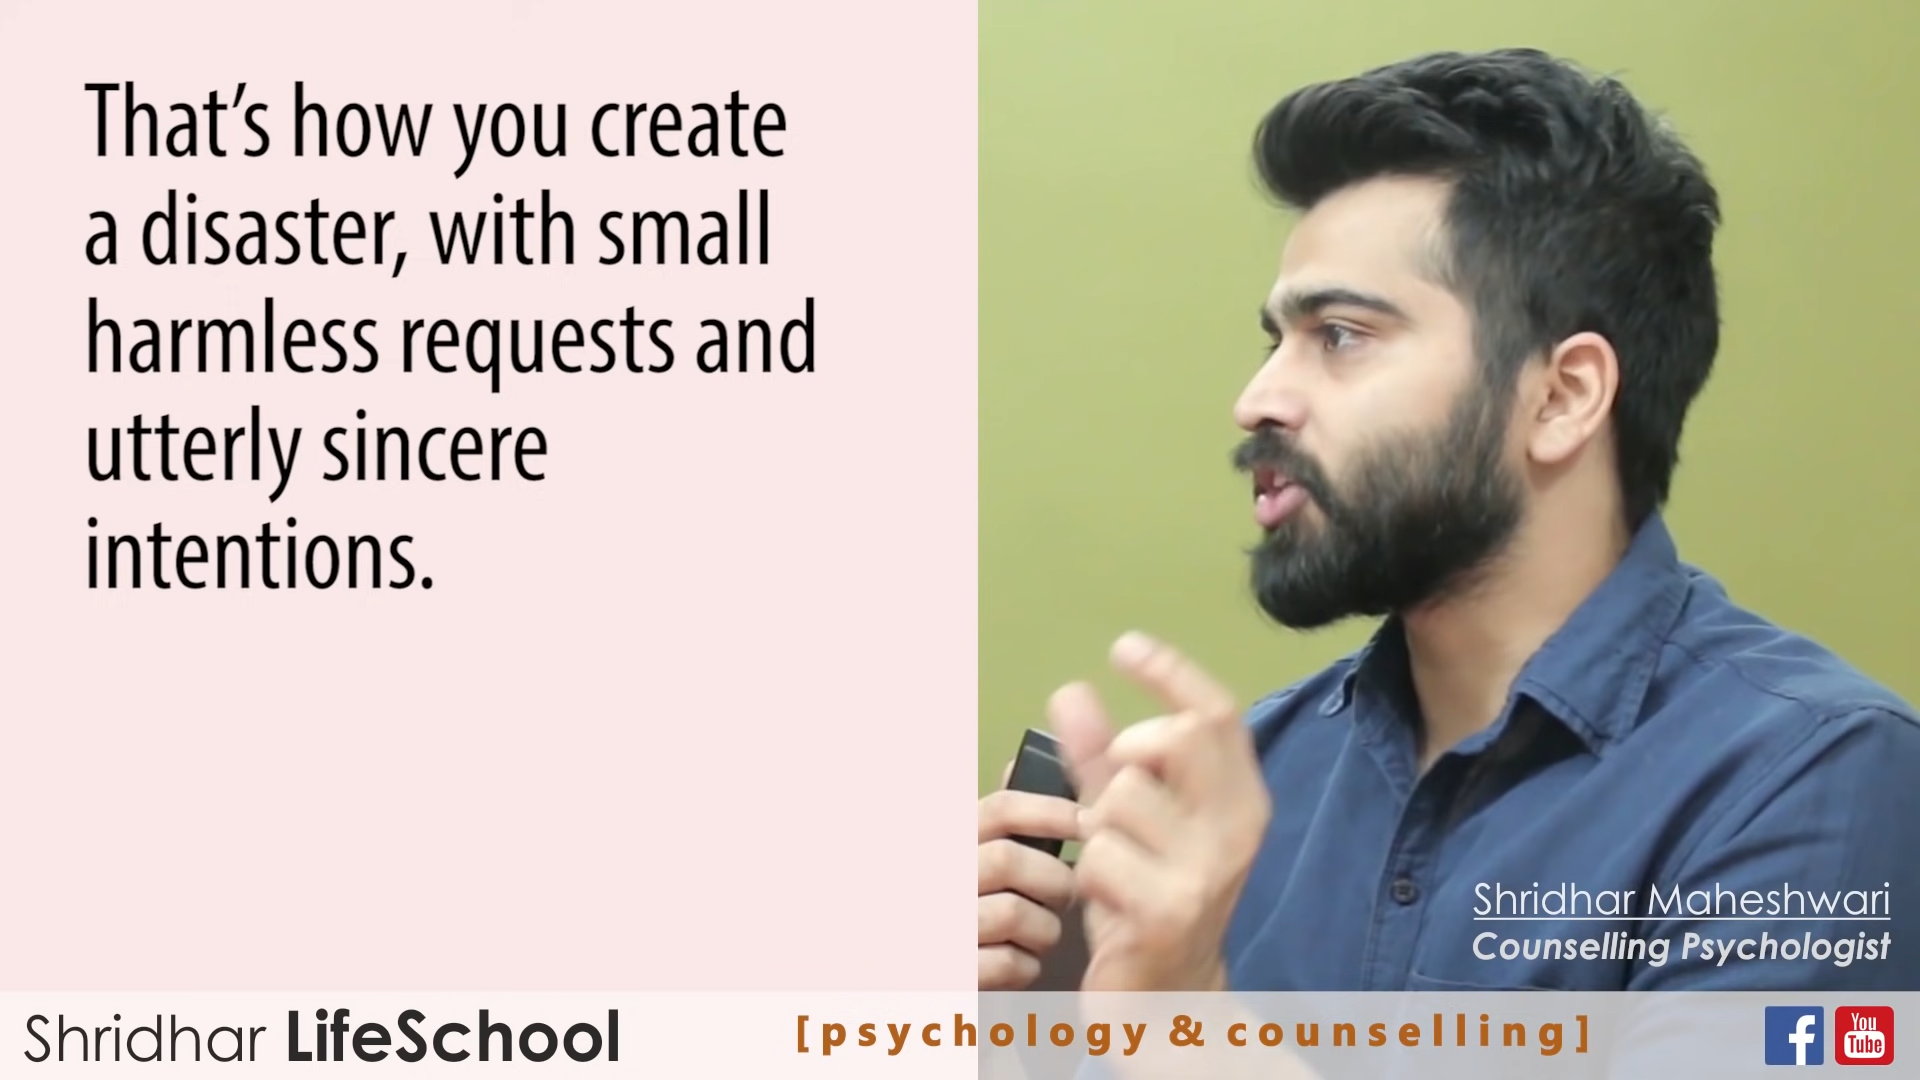 That’s how you create
a disaster, with small
harmless requests and
utterly sincere
intentions.
Shridhar Maheshwari
Counselling Psychologist
Shridhar LifeSchool
[psychology & counselling]
f
You
Tube